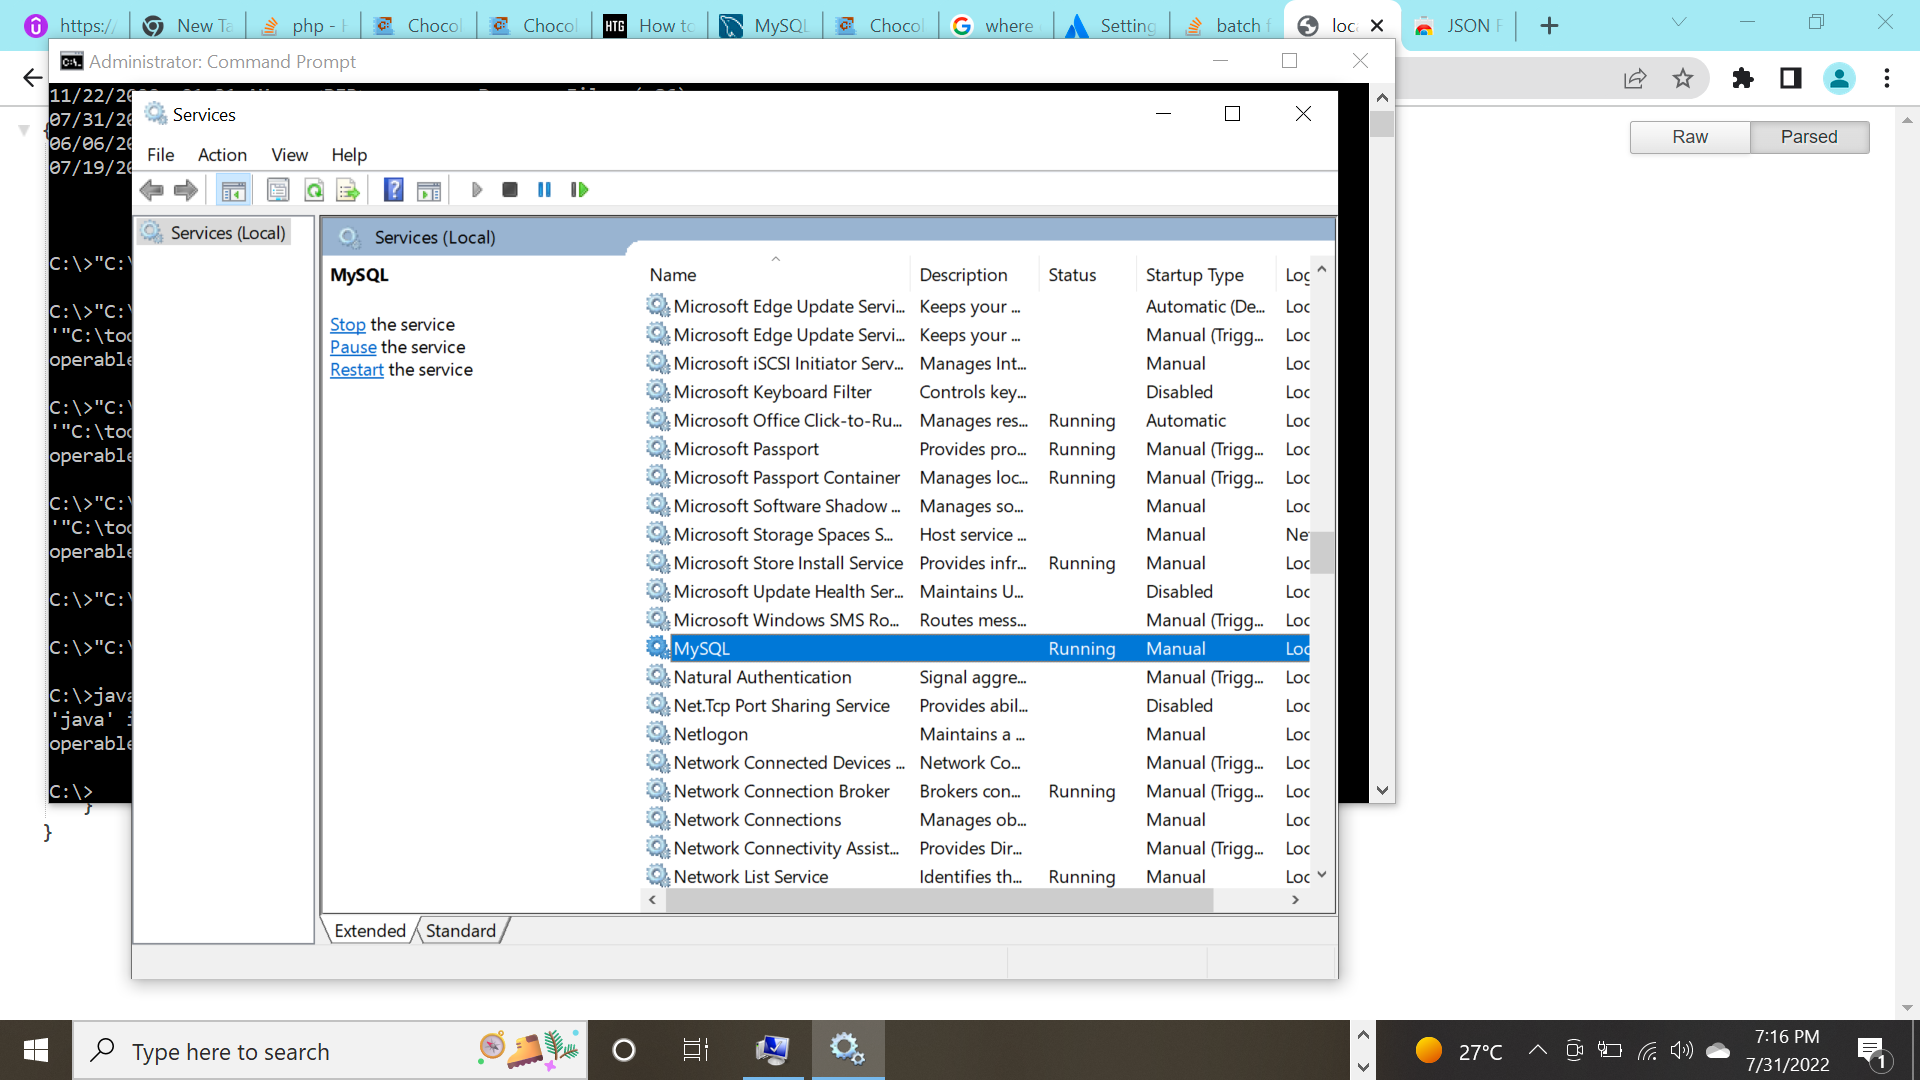 https:/
New Ta
php - H
Chocol
Chocol
HTG How to
MySQL
Chocol
where
Setting
batch f
loc
JSON F
Administrator: Command Prompt
Raw
Parsed
07/31/20
06/06/20
07/19/20
C:\>"C:\
C:\>"C:\
'"C:\too
operable
C:\>"C:\
'"C:\too
operable
C:\>"C:\
'"C:\too
operable
C:\>"C:\
C:\>"C:\
C:\>java
'java' i
operable
C:\>
}
}
Services
File Action View Help
Services (Local)
Services (Local)
MySQL
Stop the service
Pause the service
Restart the service
Name Description Status Startup Type Log
Microsoft Edge Update Servi... Keeps your ... Automatic (De... Loc
Microsoft Edge Update Servi... Keeps your ... Manual (Trigg... Loc
Microsoft iSCSI Initiator Serv... Manages Int... Manual Loc
Microsoft Keyboard Filter Controls key... Disabled Loc
Microsoft Office Click-to-Ru... Manages res... Running Automatic Loc
Microsoft Passport Provides pro... Running Manual (Trigg... Loc
Microsoft Passport Container Manages loc... Running Manual (Trigg... Loc
Microsoft Software Shadow ... Manages so... Manual Loc
Microsoft Storage Spaces S... Host service ... Manual Ne
Microsoft Store Install Service Provides infr... Running Manual Loc
Microsoft Update Health Ser... Maintains U... Disabled Loc
Microsoft Windows SMS Ro... Routes mess... Manual (Trigg... Loc
MySQL Running Manual Loc
Natural Authentication Signal aggre... Manual (Trigg... Loc
Net.Tcp Port Sharing Service Provides abil... Disabled Loc
Netlogon Maintains a ... Manual Loc
Network Connected Devices ... Network Co... Manual (Trigg... Loc
Network Connection Broker Brokers con... Running Manual (Trigg... Loc
Network Connections Manages ob... Manual Loc
Network Connectivity Assist... Provides Dir... Manual (Trigg... Loc
Network List Service Identifies th... Running Manual Loc
Extended Standard
Type here to search
27°C
7:16 PM
7/31/2022
1